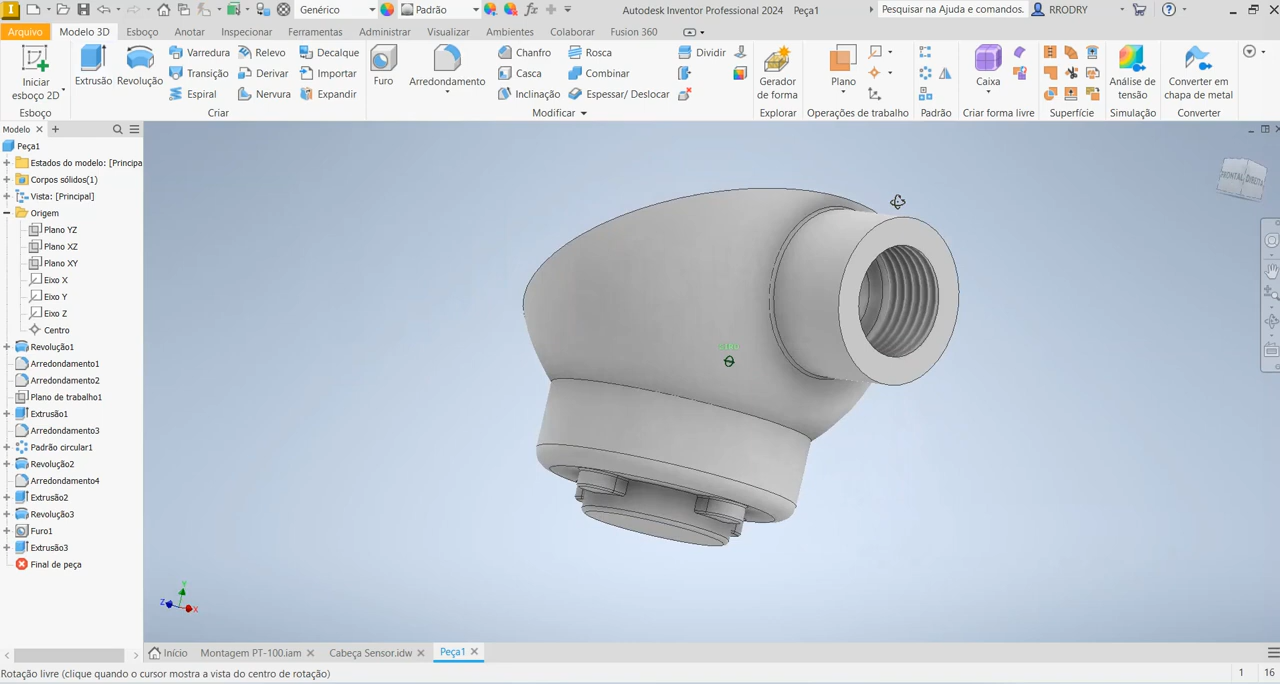 Genérico
Padrão
Autodesk Inventor Professional 2024 Peça1
Pesquisar na Ajuda e comandos.
RRODRY
Arquivo Modelo 3D Esboço Anotar Inspecionar Ferramentas Administrar Visualizar Ambientes Colaborar Fusion 360
Iniciar esboço 2D
Extrusão
Revolução
Varredura
Transição
Espiral
Relevo
Derivar
Nervura
Decalque
Importar
Expandir
Furo
Arredondamento
Chanfro
Casca
Inclinação
Rosca
Combinar
Espessar/ Deslocar
Dividir
Gerador de forma
Plano
Caixa
Análise de tensão
Converter em chapa de metal
Esboço
Criar
Modificar
Explorar
Operações de trabalho
Padrão
Criar forma livre
Superfície
Simulação
Converter
Modelo
Peça1
Estados do modelo: [Principa
Corpos sólidos(1)
Vista: [Principal]
Origem
Plano YZ
Plano XZ
Plano XY
Eixo X
Eixo Y
Eixo Z
Centro
Revolução1
Arredondamento1
Arredondamento2
Plano de trabalho1
Extrusão1
Arredondamento3
Padrão circular1
Revolução2
Arredondamento4
Extrusão2
Revolução3
Furo1
Extrusão3
Final de peça
FRONTAL DIREITA
Y
Z
X
Início
Montagem PT-100.iam
Cabeça Sensor.idw
Peça1
Rotação livre (clique quando o cursor mostra a vista do centro de rotação)
1
16